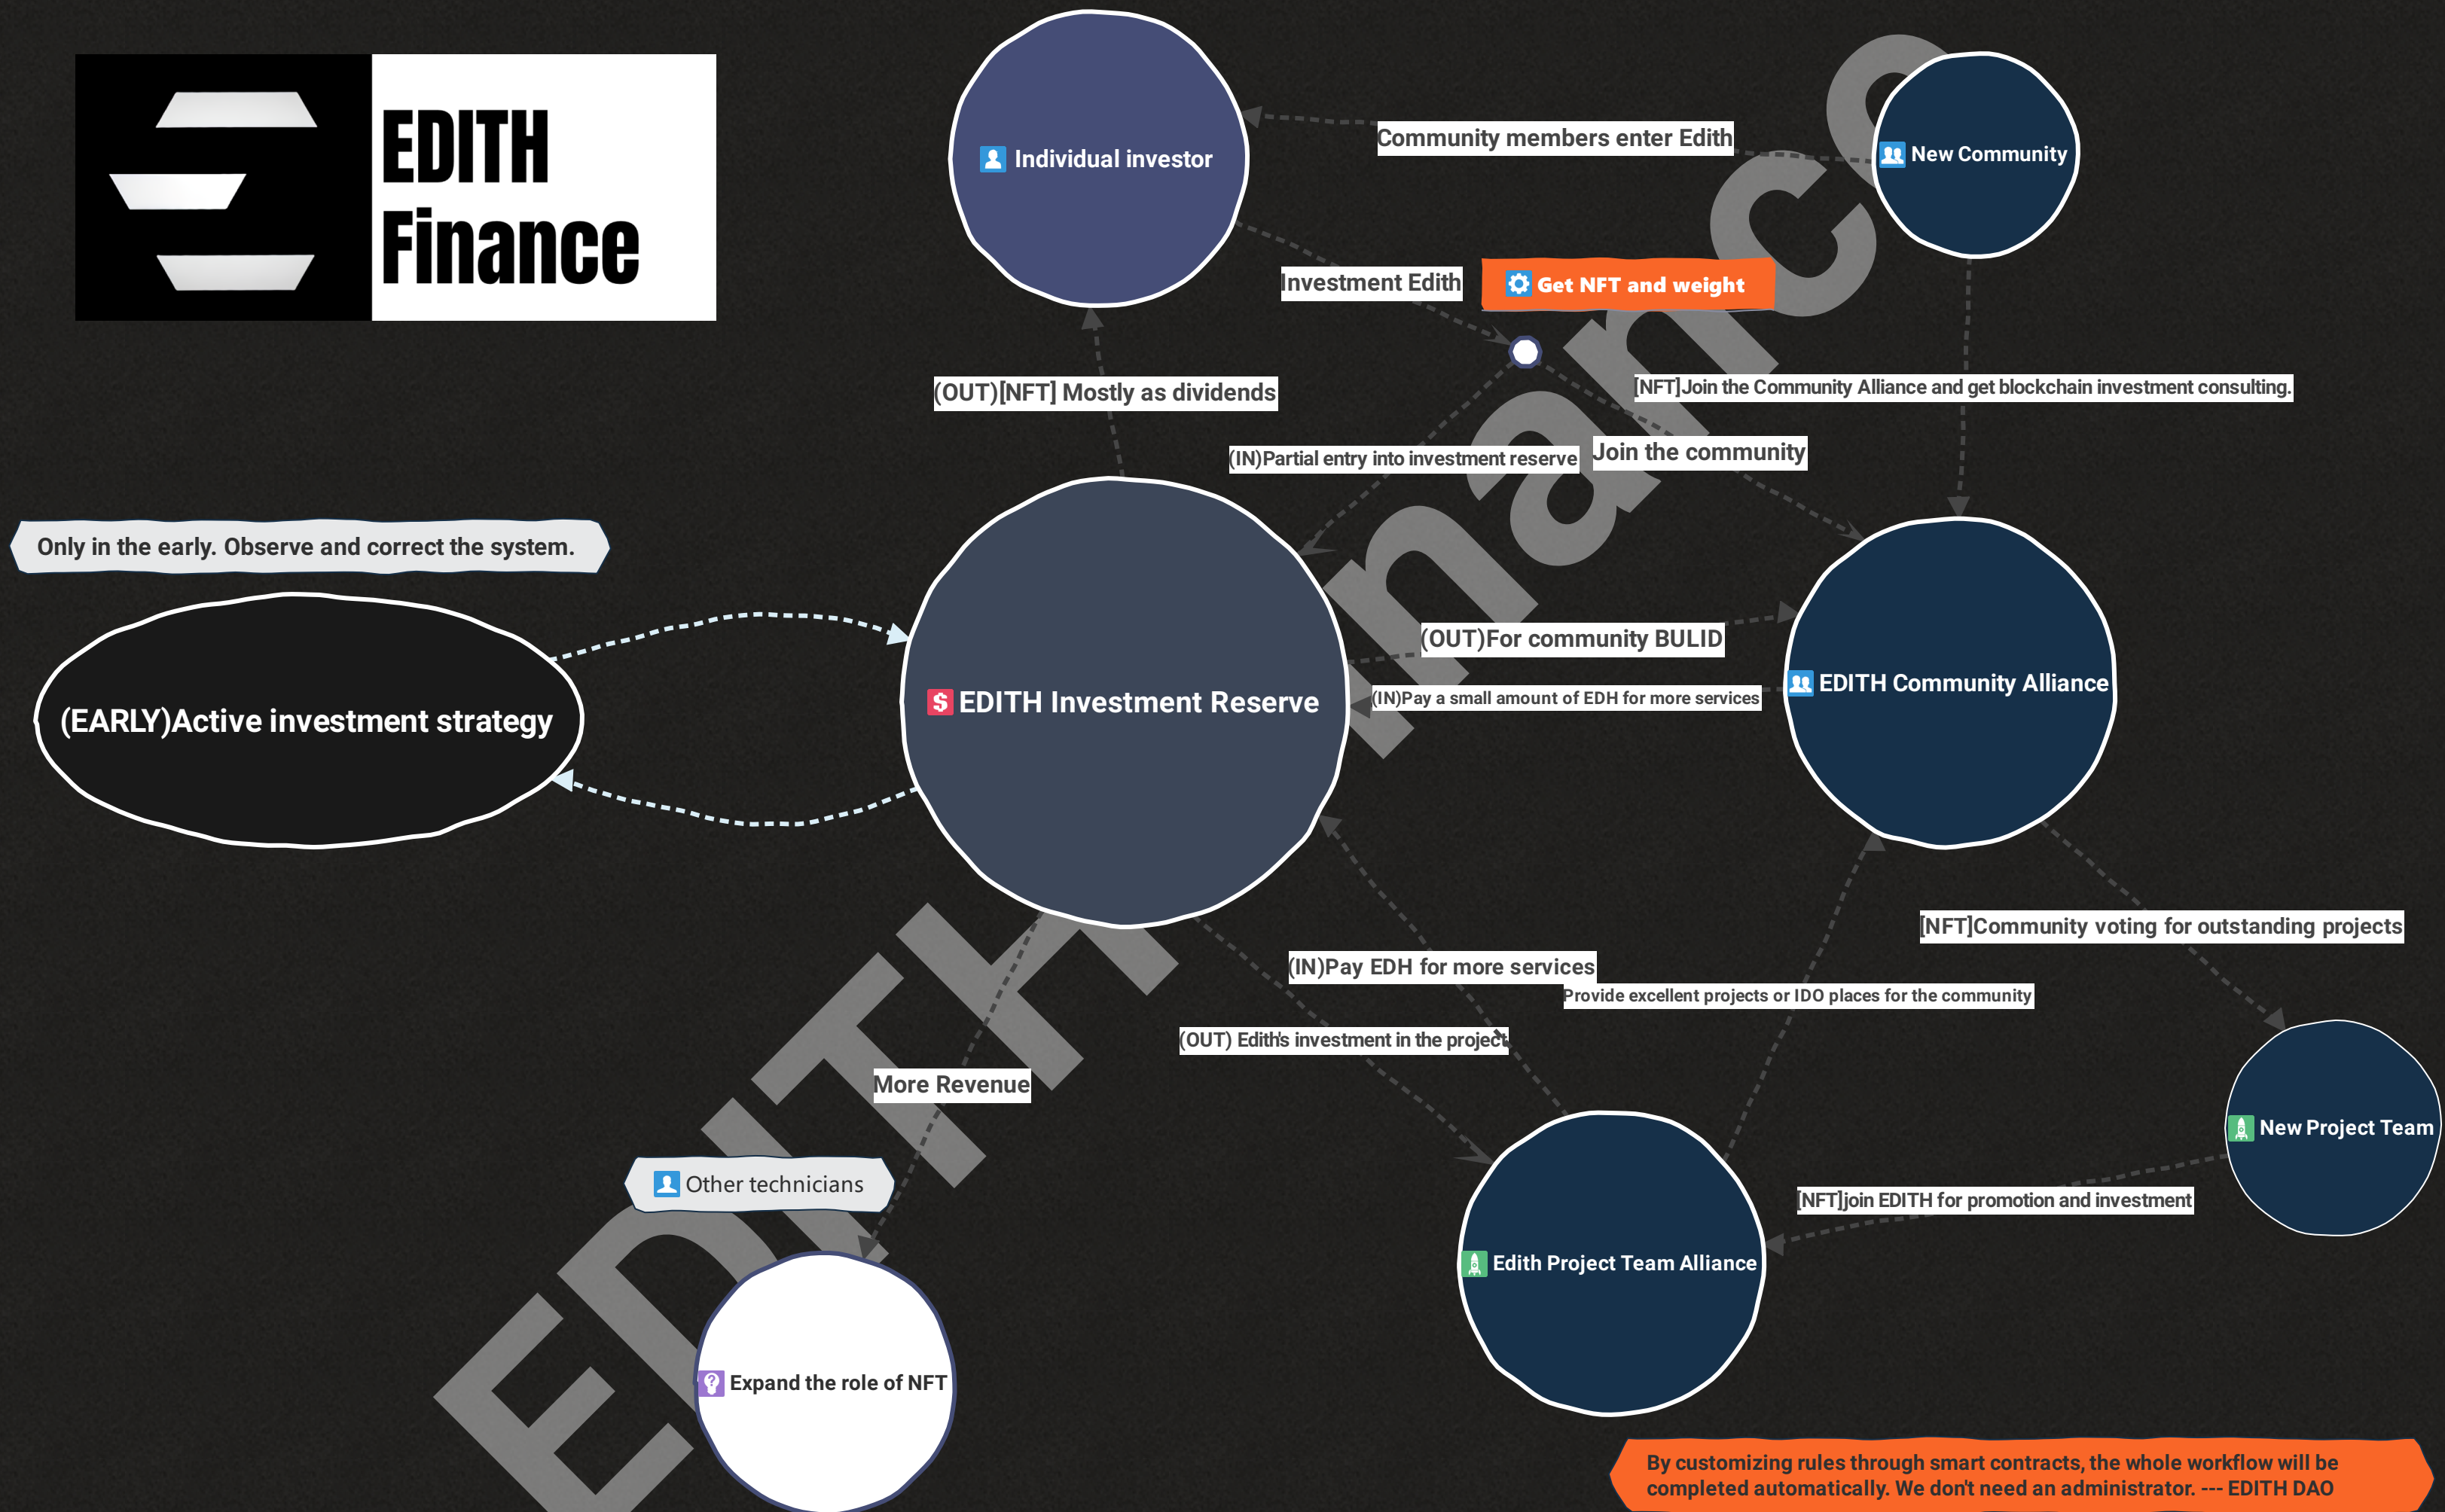 EDITH
Finance
Individual investor
Community members enter Edith
New Community
Investment Edith
Get NFT and weight
(OUT)[NFT] Mostly as dividends
[NFT]Join the Community Alliance and get blockchain investment consulting.
(IN)Partial entry into investment reserve
Join the community
Only in the early. Observe and correct the system.
(EARLY)Active investment strategy
EDITH Investment Reserve
(OUT)For community BULID
(IN)Pay a small amount of EDH for more services
EDITH Community Alliance
[NFT]Community voting for outstanding projects
(IN)Pay EDH for more services
Provide excellent projects or IDO places for the community
(OUT) Edith's investment in the project
More Revenue
New Project Team
Other technicians
[NFT]join EDITH for promotion and investment
Edith Project Team Alliance
Expand the role of NFT
By customizing rules through smart contracts, the whole workflow will be
completed automatically. We don't need an administrator. --- EDITH DAO